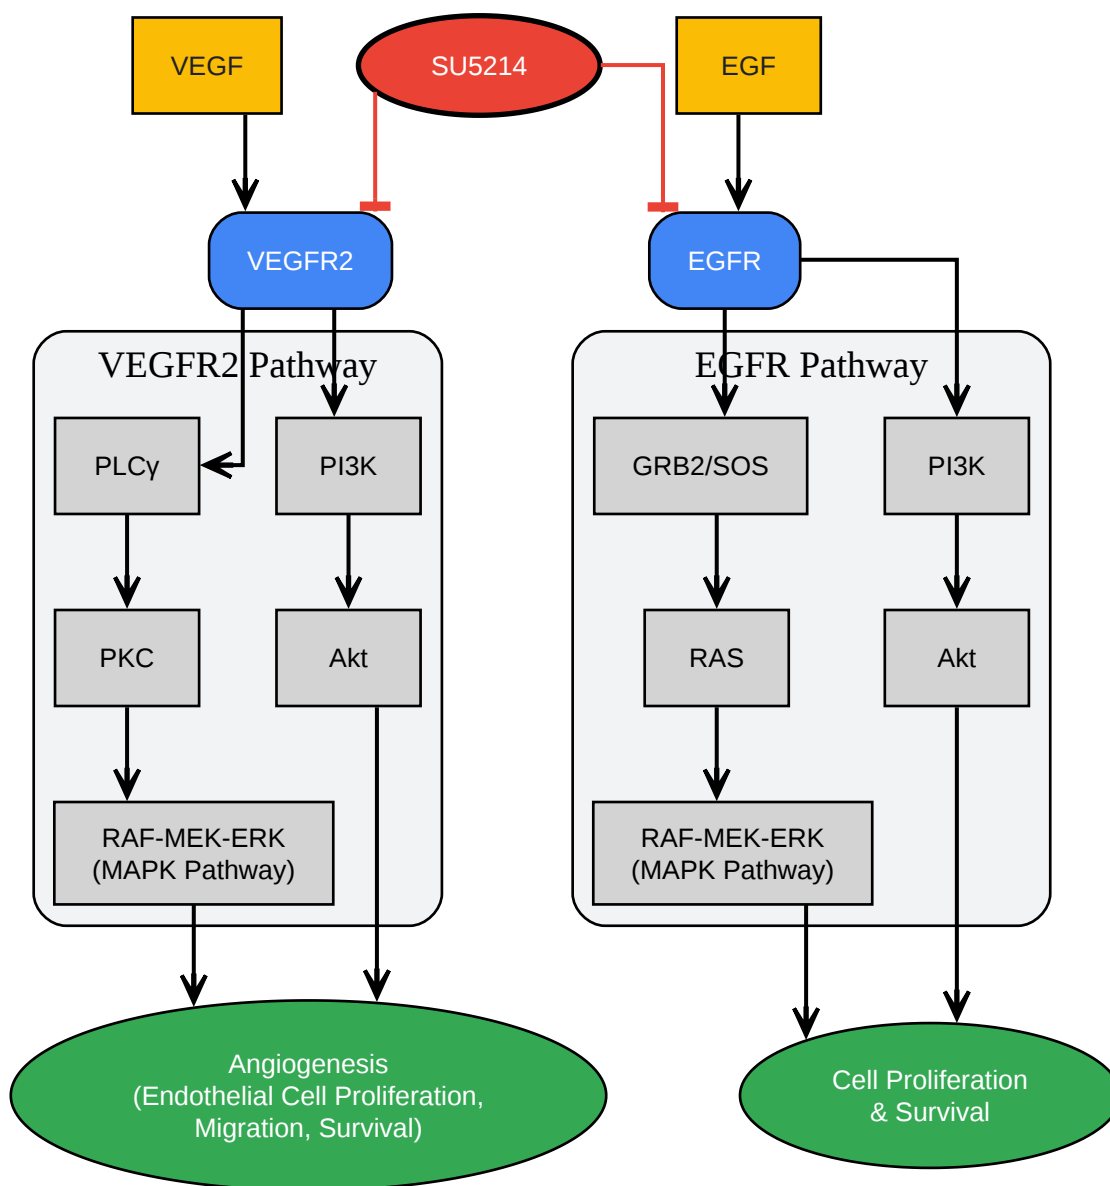 VEGF
SU5214
EGF
VEGFR2
EGFR
VEGFR2 Pathway
EGFR Pathway
PLCγ
PI3K
GRB2/SOS
PI3K
PKC
Akt
RAS
Akt
RAF-MEK-ERK
(MAPK Pathway)
RAF-MEK-ERK
(MAPK Pathway)
Angiogenesis
(Endothelial Cell Proliferation,
Migration, Survival)
Cell Proliferation
& Survival